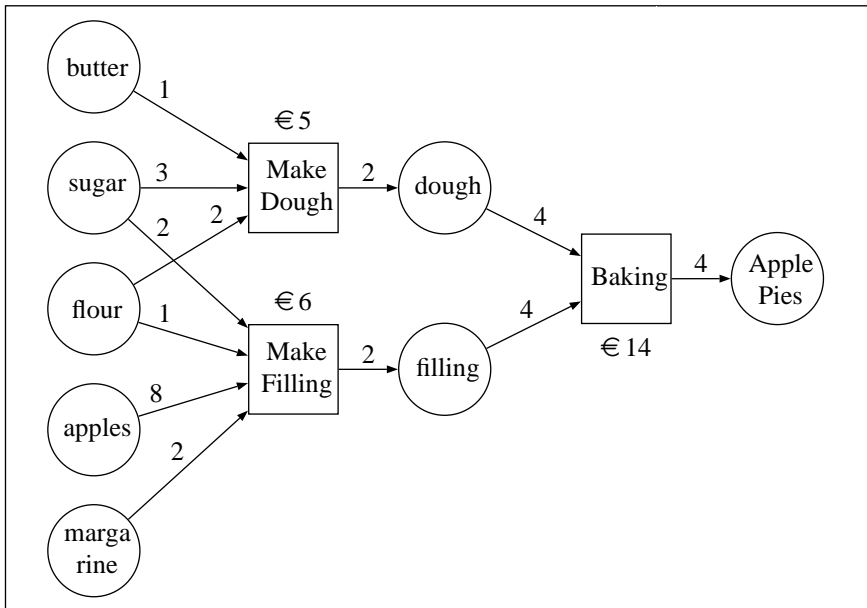 butter
1
€ 5
sugar
3
Make
Dough
2
dough
2
2
4
Baking
4
Apple
Pies
flour
1
€ 6
4
€ 14
Make
Filling
2
filling
8
apples
2
marga
rine